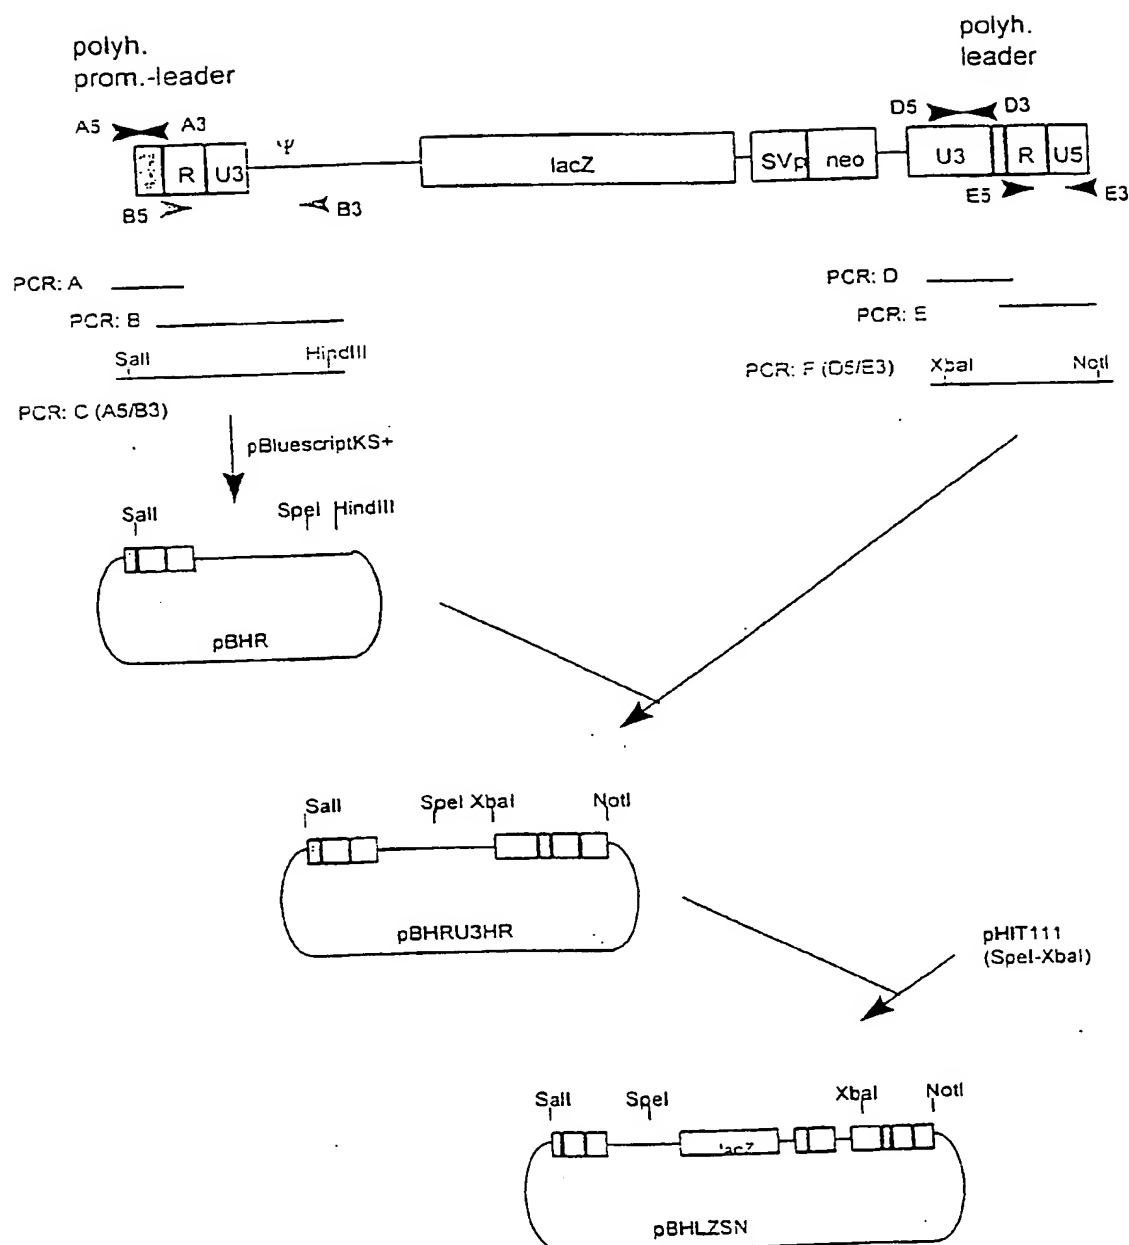 polyh.
prom.-leader
polyh.
leader
A5
A3
D5
D3
Ψ
R
U3
lacZ
SVp
neo
U3
R
U5
B5
B3
E5
E3
PCR: A
PCR: D
PCR: B
PCR: E
SalI
HindIII
PCR: F (D5/E3)
XbaI
NotI
PCR: C (A5/B3)
pBluescriptKS+
SalI
SpeI
HindIII
pBHR
SalI
SpeI
XbaI
NotI
pBHRU3HR
pHIT111
(SpeI-XbaI)
SalI
SpeI
XbaI
NotI
lacZ
pBHLZSN